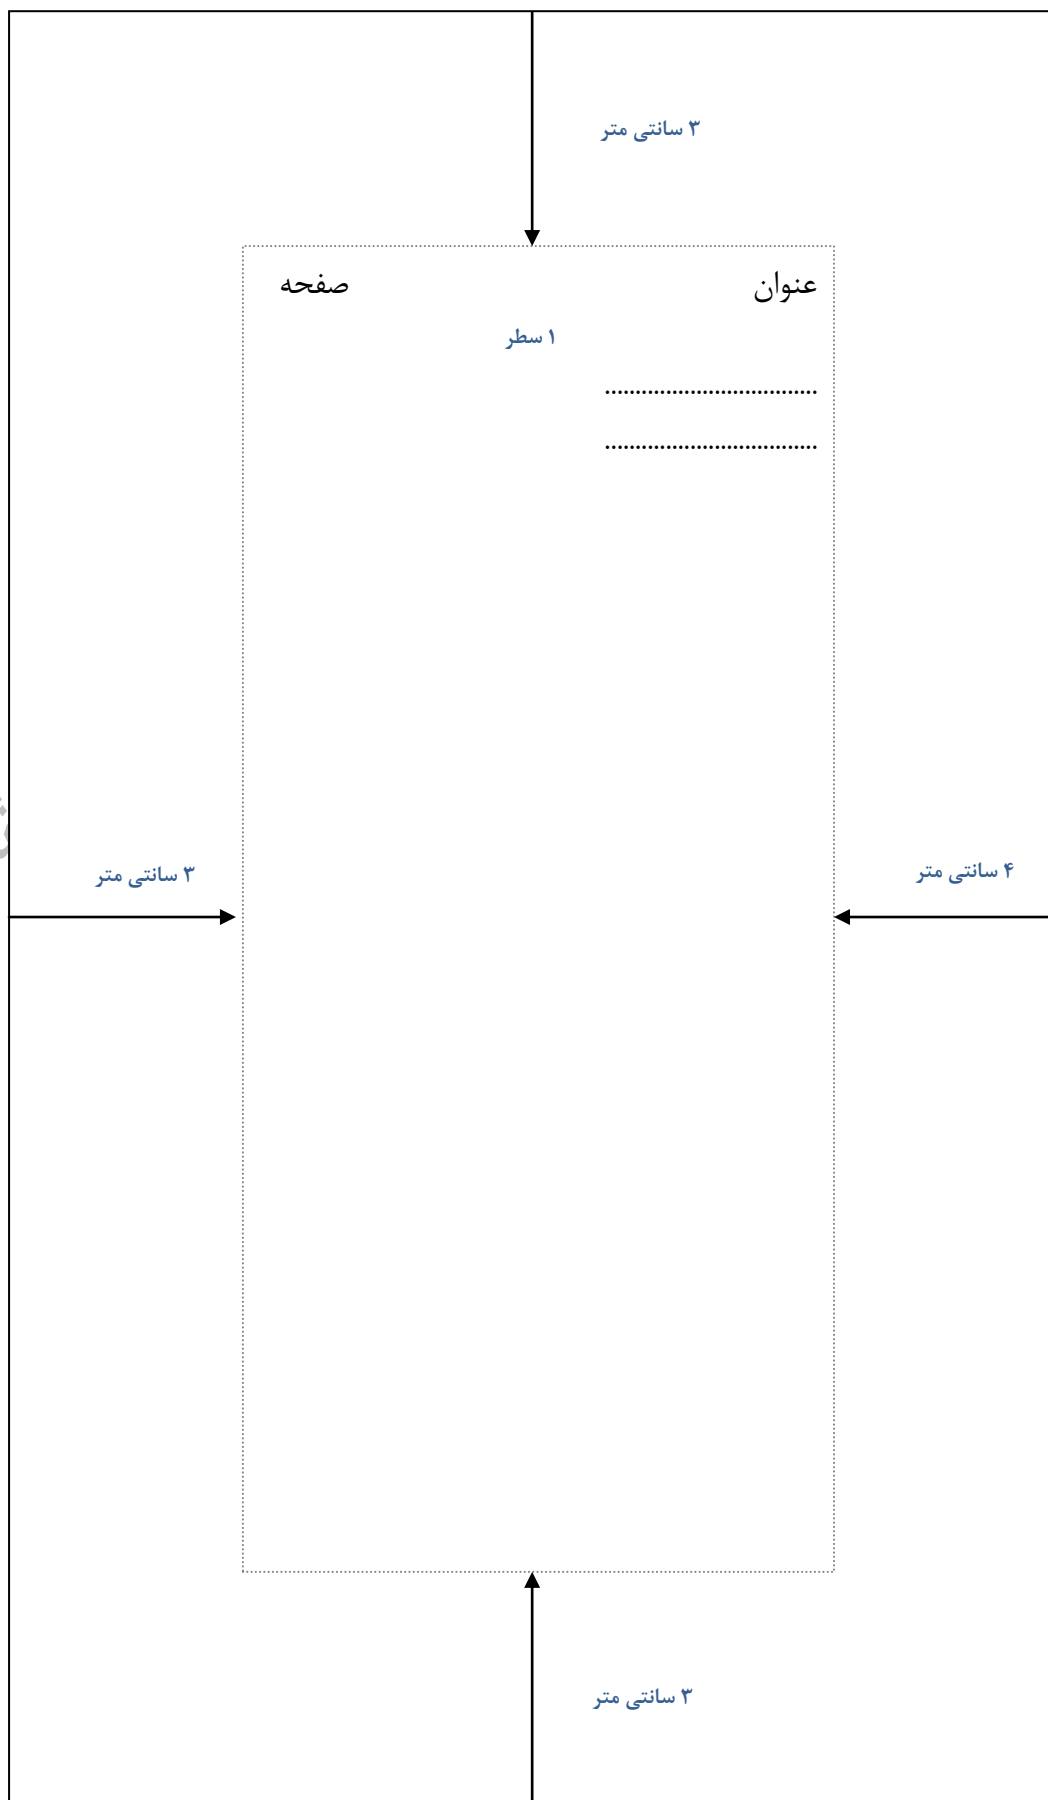 ۳ سانتی متر
عنوان صفحه
۱ سطر
...................................
...................................
۴ سانتی متر
۳ سانتی متر
۳ سانتی متر